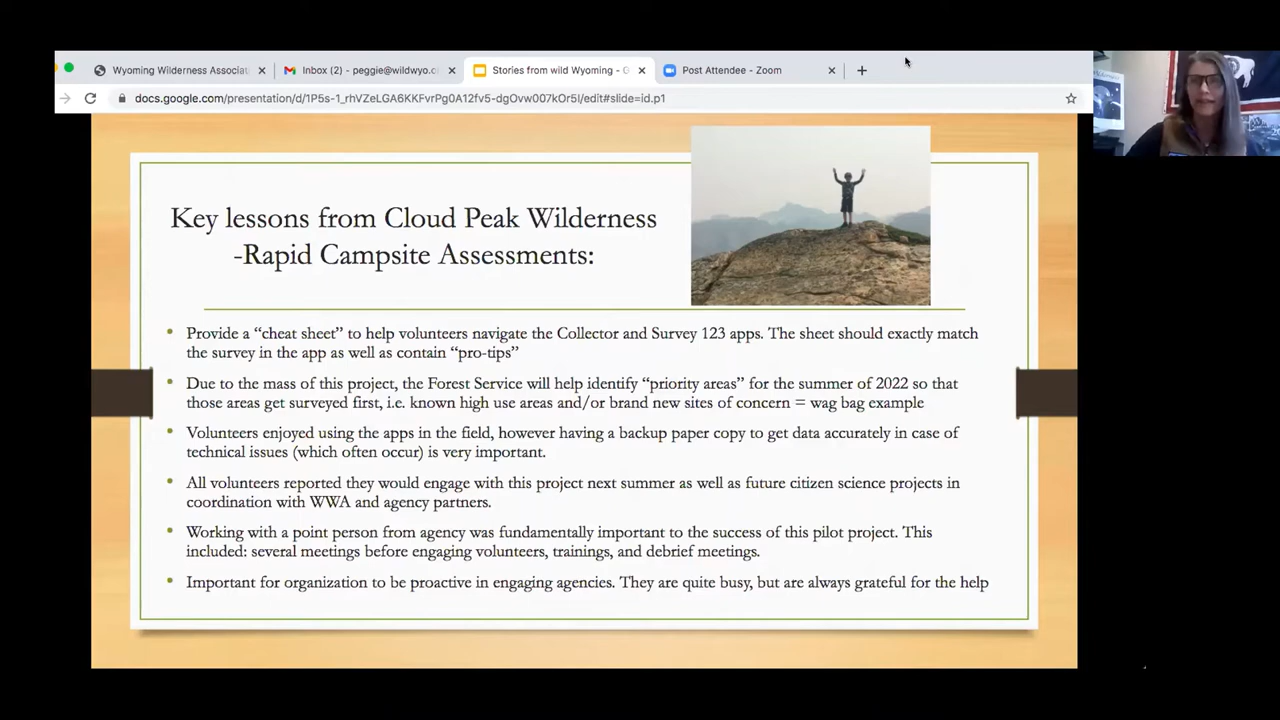 Wyoming Wilderness Associat
Inbox (2) - peggie@wildwyo.c
Stories from wild Wyoming - G
Post Attendee - Zoom
docs.google.com/presentation/d/1P5s-1_rhVZeLGA6KKFvrPg0A12fv5-dgOvw007kOr5I/edit#slide=id.p1
Key lessons from Cloud Peak Wilderness
-Rapid Campsite Assessments:
Provide a “cheat sheet” to help volunteers navigate the Collector and Survey 123 apps. The sheet should exactly match
the survey in the app as well as contain “pro-tips”
Due to the mass of this project, the Forest Service will help identify “priority areas” for the summer of 2022 so that
those areas get surveyed first, i.e. known high use areas and/or brand new sites of concern = wag bag example
Volunteers enjoyed using the apps in the field, however having a backup paper copy to get data accurately in case of
technical issues (which often occur) is very important.
All volunteers reported they would engage with this project next summer as well as future citizen science projects in
coordination with WWA and agency partners.
Working with a point person from agency was fundamentally important to the success of this pilot project. This
included: several meetings before engaging volunteers, trainings, and debrief meetings.
Important for organization to be proactive in engaging agencies. They are quite busy, but are always grateful for the help